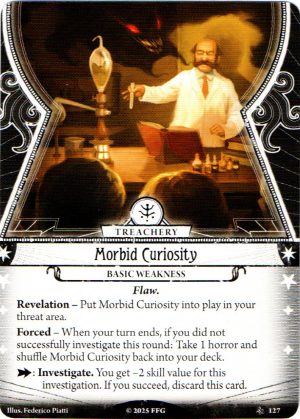 TREACHERY
Morbid Curiosity
BASIC WEAKNESS
Flaw.
Revelation – Put Morbid Curiosity into play in your
threat area.
Forced – When your turn ends, if you did not
successfully investigate this round: Take 1 horror and
shuffle Morbid Curiosity back into your deck.
: Investigate. You get –2 skill value for this
investigation. If you succeed, discard this card.
Illus. Federico Piatti
© 2025 FFG
127